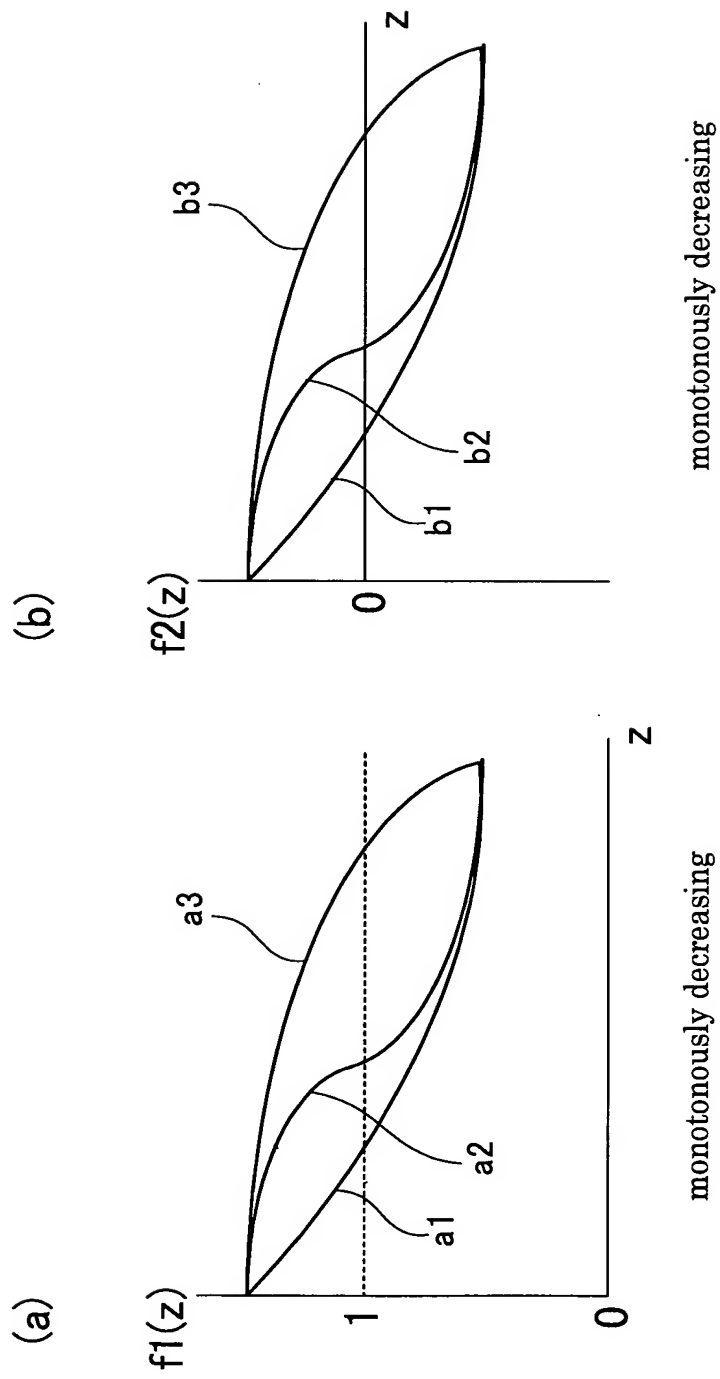 (a)
f1(z)
a3
1
a2
a1
0
z
monotonously decreasing
(b)
f2(z)
b3
z
0
b2
b1
monotonously decreasing